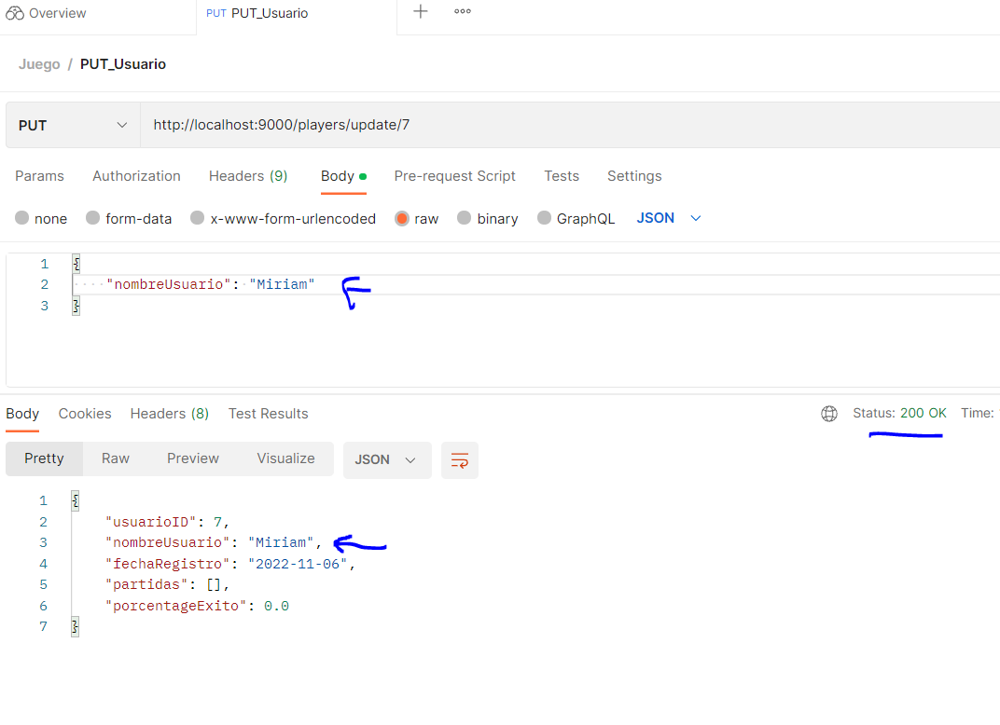 Overview PUT PUT_Usuario
Juego / PUT_Usuario
PUT http://localhost:9000/players/update/7
Params Authorization Headers (9) Body Pre-request Script Tests Settings
none form-data x-www-form-urlencoded raw binary GraphQL JSON
1 {
2 "nombreUsuario": "Miriam"
3 }
Body Cookies Headers (8) Test Results Status: 200 OK Time:
Pretty Raw Preview Visualize JSON
1 {
2 "usuarioID": 7,
3 "nombreUsuario": "Miriam",
4 "fechaRegistro": "2022-11-06",
5 "partidas": [],
6 "porcentageExito": 0.0
7 }